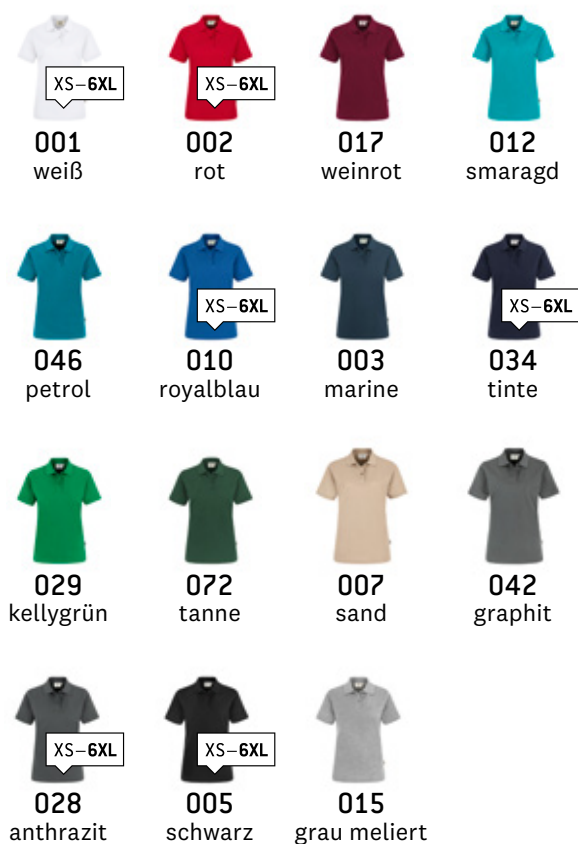 XS–6XL
XS–6XL
001
002
017
012
weiß
rot
weinrot
smaragd
XS–6XL
XS–6XL
046
010
003
034
petrol
royalblau
marine
tinte
029
072
007
042
kellygrün
tanne
sand
graphit
XS–6XL
XS–6XL
028
005
015
anthrazit
schwarz
grau meliert